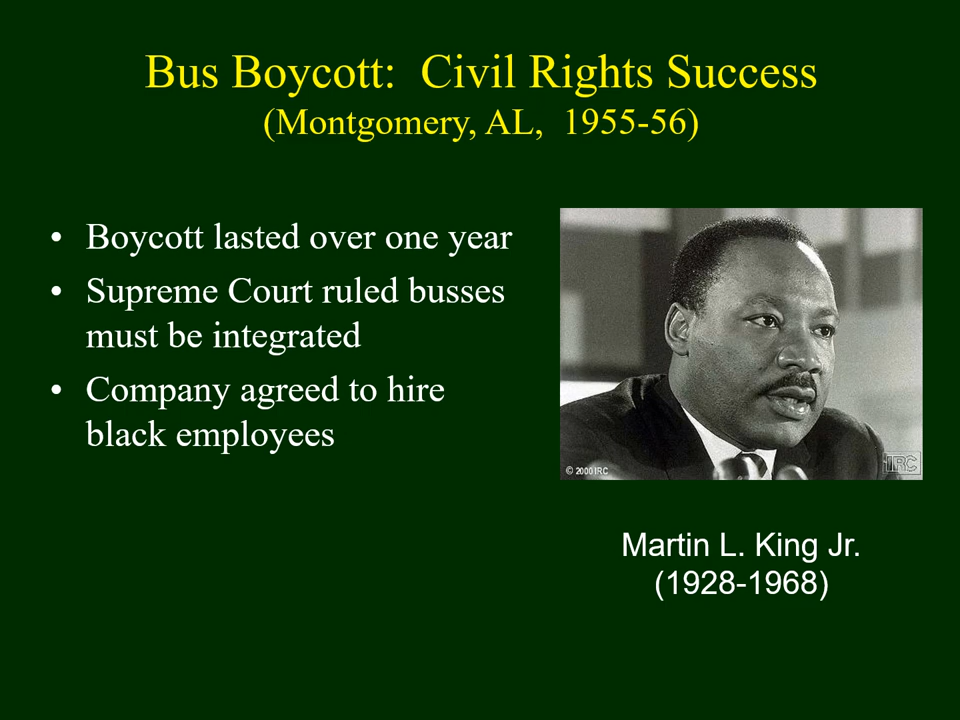 Bus Boycott:  Civil Rights Success
(Montgomery, AL,  1955-56)
• Boycott lasted over one year
• Supreme Court ruled busses
must be integrated
• Company agreed to hire
black employees
© 2000 IRC
IRC
Martin L. King Jr.
(1928-1968)